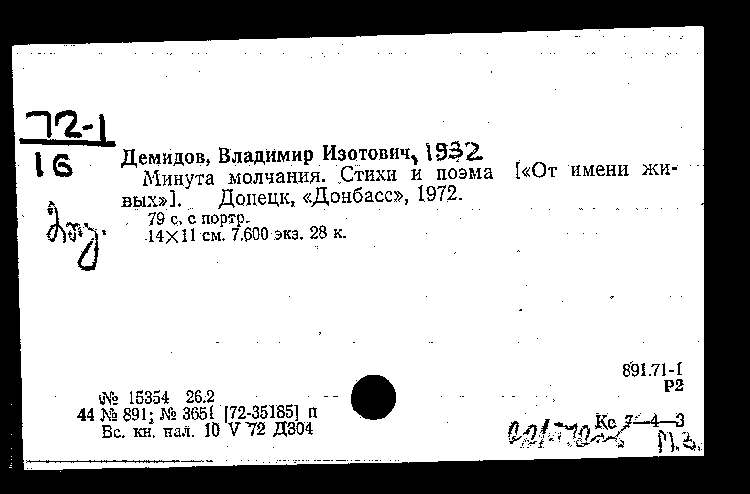 72-1
16
Демидов, Владимир Изотович, 1932
Минута молчания. Стихи и поэма [«От имени жи-
вых»]. Донецк, «Донбасс», 1972.
79 с. с портр.
14×11 см. 7.600 экз. 28 к.
891.71-1
Р2
№ 15354 26.2
44 № 891; № 3651 [72-35185] п
Вс. кн. пал. 10 V 72 Д304
Кс 7—4—3
М.З.